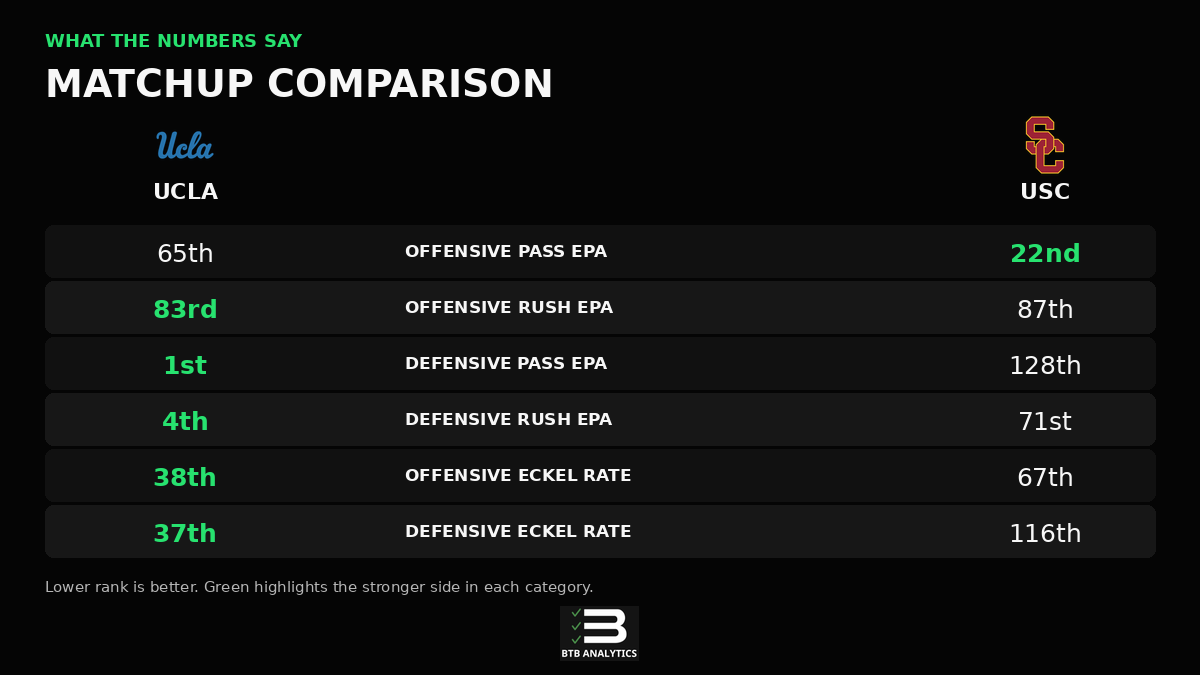 WHAT THE NUMBERS SAY
MATCHUP COMPARISON
Ucla
SC
UCLA
USC
65th OFFENSIVE PASS EPA 22nd
83rd OFFENSIVE RUSH EPA 87th
1st DEFENSIVE PASS EPA 128th
4th DEFENSIVE RUSH EPA 71st
38th OFFENSIVE ECKEL RATE 67th
37th DEFENSIVE ECKEL RATE 116th
Lower rank is better. Green highlights the stronger side in each category.
B
BTB ANALYTICS